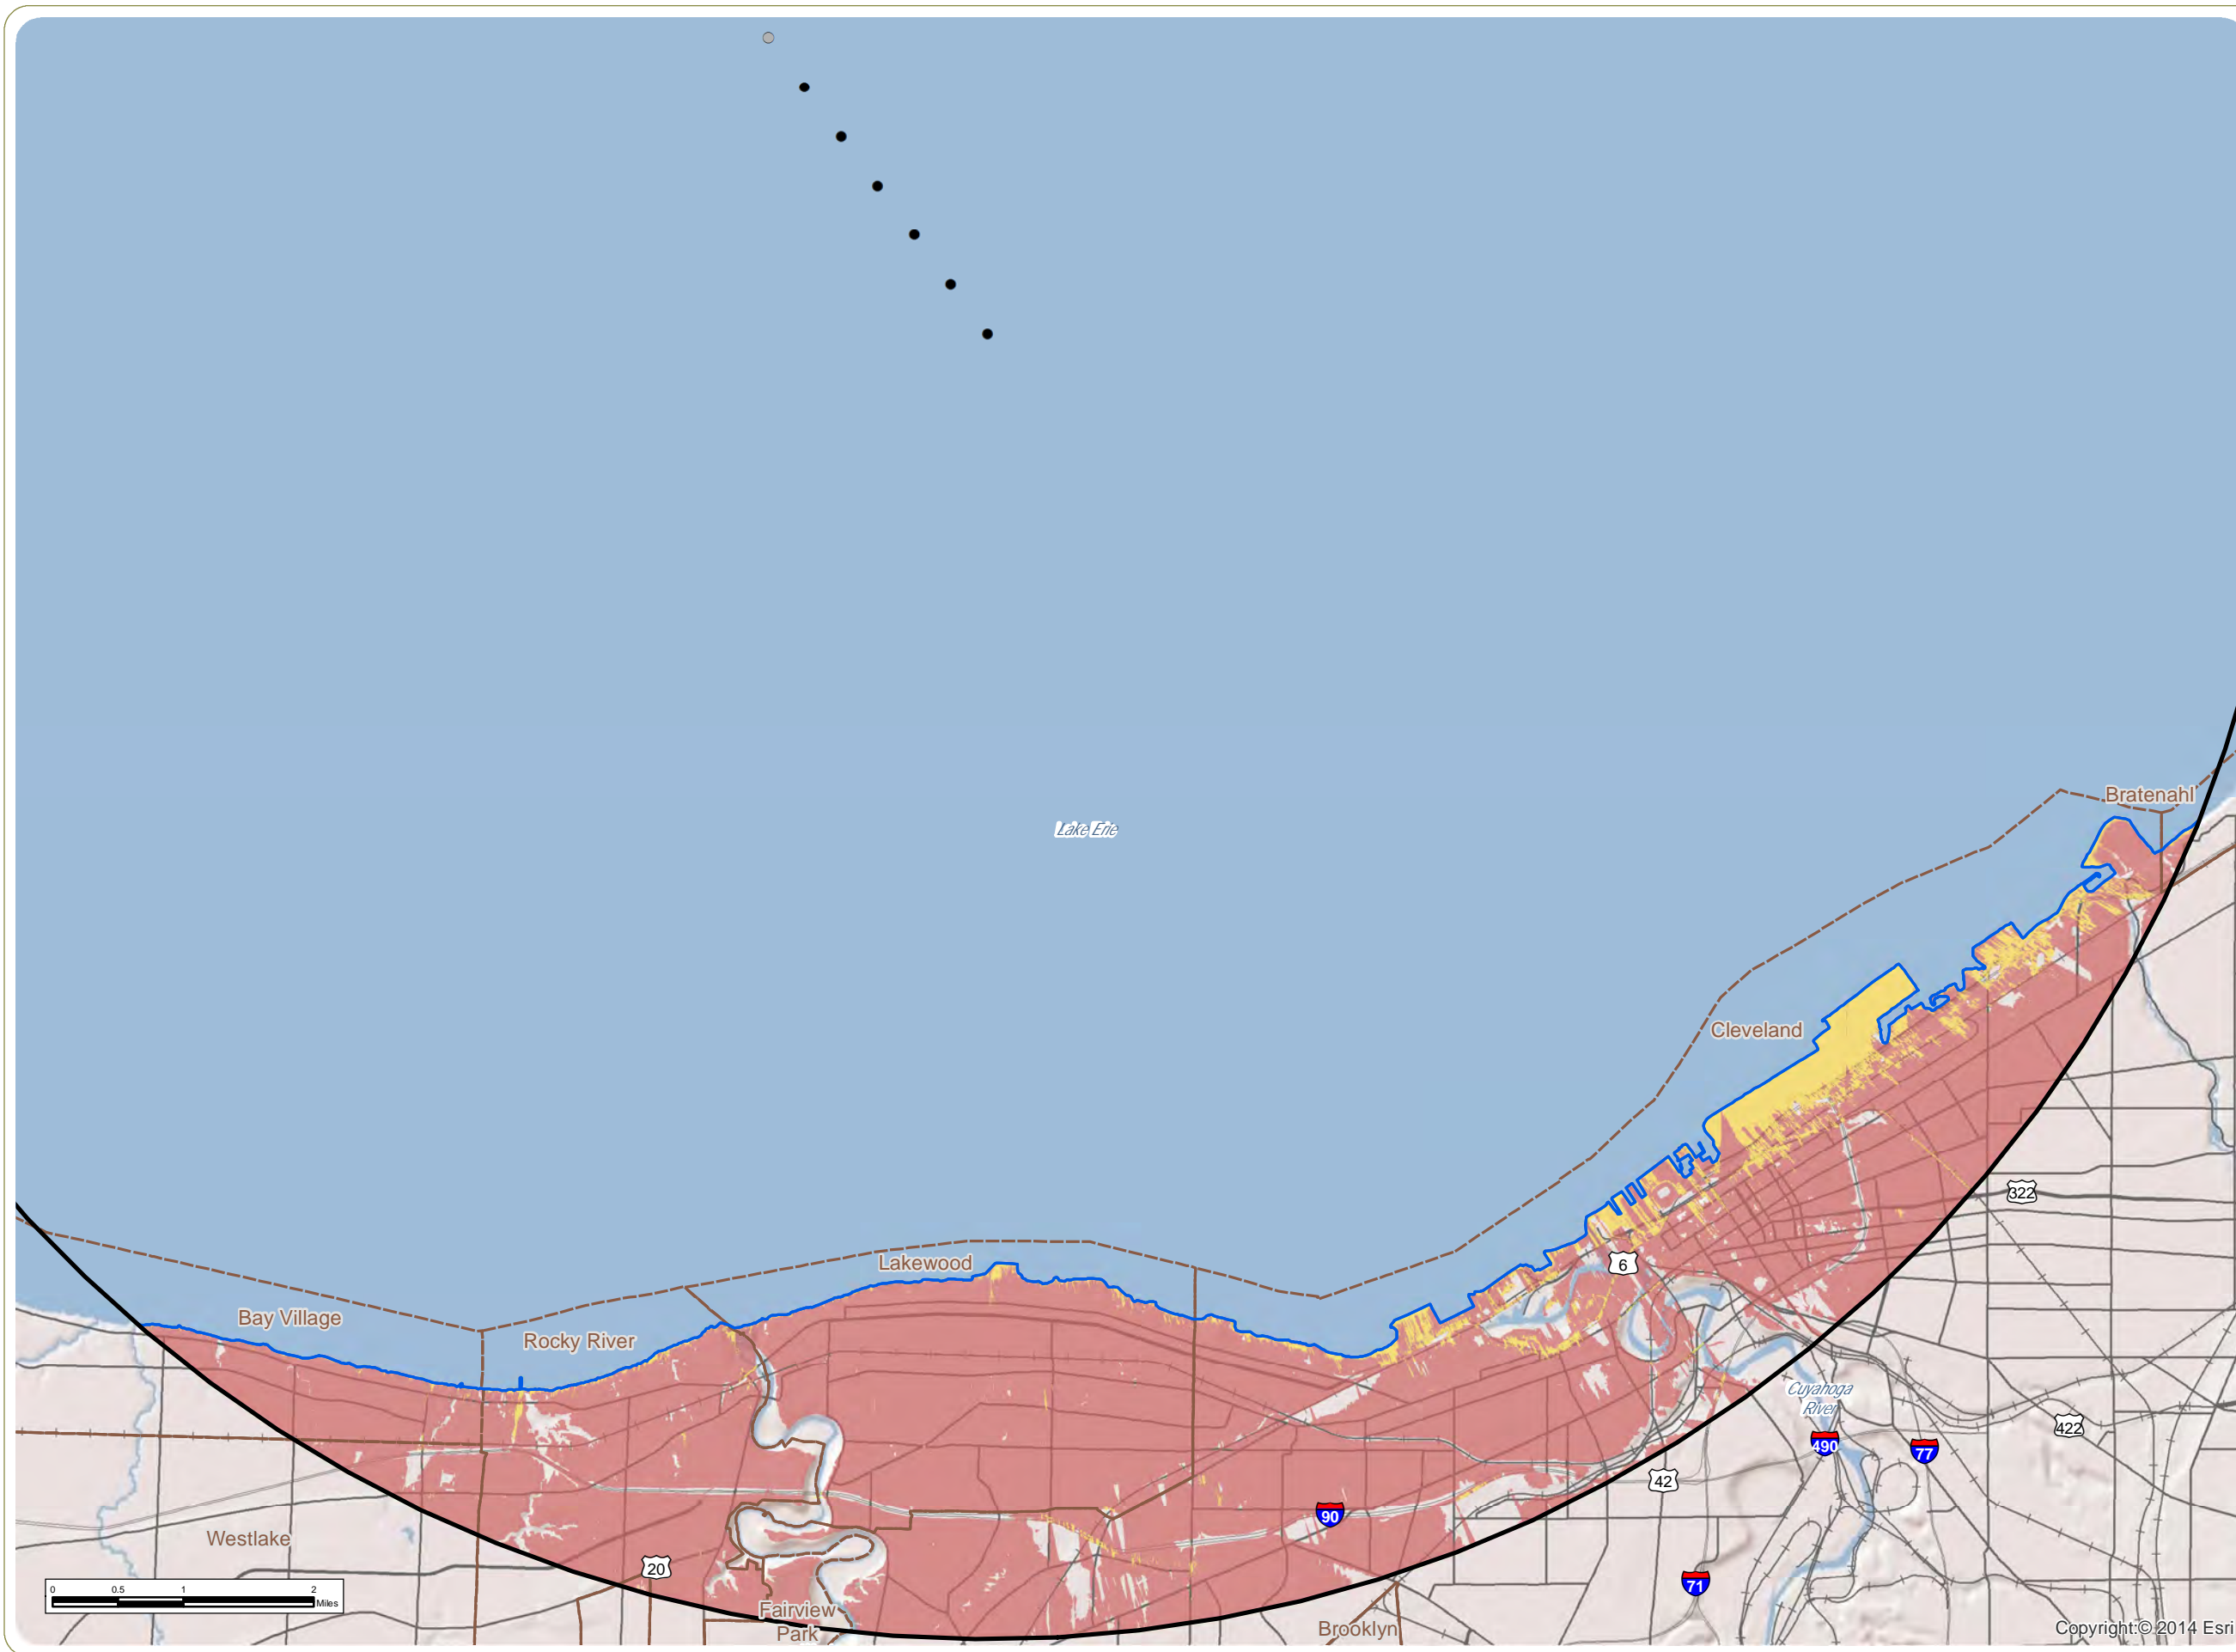 Lake Erie
Bratenahl
Cleveland
322
Lakewood
6
Bay Village
Rocky River
Cuyahoga
River
422
490
77
42
90
Westlake
20
71
0 0.5 1 2
Miles
Fairview
Park
Brooklyn
Copyright:© 2014 Esri